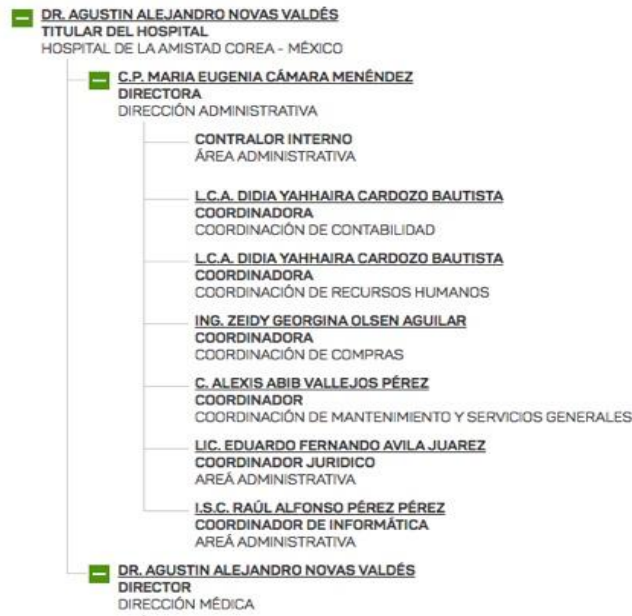 DR. AGUSTIN ALEJANDRO NOVAS VALDÉS
TITULAR DEL HOSPITAL
HOSPITAL DE LA AMISTAD COREA - MÉXICO
C.P. MARIA EUGENIA CÁMARA MENÉNDEZ
DIRECTORA
DIRECCIÓN ADMINISTRATIVA
CONTRALOR INTERNO
ÁREA ADMINISTRATIVA
L.C.A. DIDIA YAHHAIRA CARDOZO BAUTISTA
COORDINADORA
COORDINACIÓN DE CONTABILIDAD
L.C.A. DIDIA YAHHAIRA CARDOZO BAUTISTA
COORDINADORA
COORDINACIÓN DE RECURSOS HUMANOS
ING. ZEIDY GEORGINA OLSEN AGUILAR
COORDINADORA
COORDINACIÓN DE COMPRAS
C. ALEXIS ABIB VALLEJOS PÉREZ
COORDINADOR
COORDINACIÓN DE MANTENIMIENTO Y SERVICIOS GENERALES
LIC. EDUARDO FERNANDO AVILA JUAREZ
COORDINADOR JURIDICO
AREÁ ADMINISTRATIVA
I.S.C. RAÚL ALFONSO PÉREZ PÉREZ
COORDINADOR DE INFORMÁTICA
AREÁ ADMINISTRATIVA
DR. AGUSTIN ALEJANDRO NOVAS VALDÉS
DIRECTOR
DIRECCIÓN MÉDICA